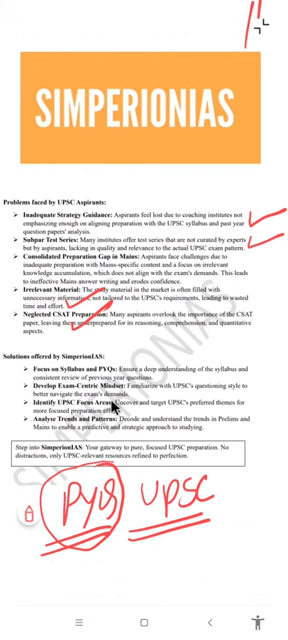 SIMPERIONIAS
Problems faced by UPSC Aspirants:
➤ Inadequate Strategy Guidance: Aspirants feel lost due to coaching institutes not
emphasizing enough on aligning preparation with the UPSC syllabus and past year
question papers analysis.
➤ Subpar Test Series: Many institutes offer test series that are not curated by experts
but by aspirants, lacking in quality and relevance to the actual UPSC exam pattern.
➤ Consolidated Preparation Gap in Mains: Aspirants face challenges due to
inadequate preparation with Mains-specific content and a focus on irrelevant
knowledge accumulation, which does not align with the exam's demands. This
leads to ineffective Mains answer writing and erodes confidence.
➤ Irrelevant Material: The study material in the market is often filled with
unnecessary information, not tailored to the UPSC's requirements, leading to wasted
time and effort.
➤ Neglected CSAT Preparation: Many aspirants overlook the importance of the CSAT
paper, leaving them underprepared for its reasoning, comprehension, and quantitative
aspects.
Solutions offered by SimperionIAS:
➤ Focus on Syllabus and PYQs: Ensure a deep understanding of the syllabus and
consistent review of previous year questions.
➤ Develop Exam-Centric Mindset: Familiarize with UPSC's questioning style to
better navigate the exam's demands.
➤ Identify UPSC Focus Areas: Uncover and target UPSC's preferred themes for
more focused preparation efforts.
➤ Analyse Trends and Patterns: Decode and understand the trends in Prelims and
Mains to enable a predictive and strategic approach to studying.
Step into SimperionIAS: Your gateway to pure, focused UPSC preparation. No
distractions, only UPSC-relevant resources refined to perfection.
PYQs UPSC
SIMPERIONIAS